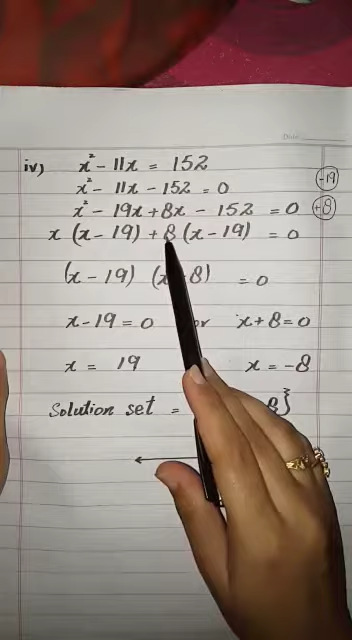 Date
iv) x² - 11x = 152
x² - 11x - 152 = 0 -19
x² - 19x + 8x - 152 = 0 +8
x (x - 19) + 8 (x - 19) = 0
(x - 19) (x 8) = 0
x - 19 = 0 or x + 8 = 0
x = 19 x = -8
Solution set = 8}